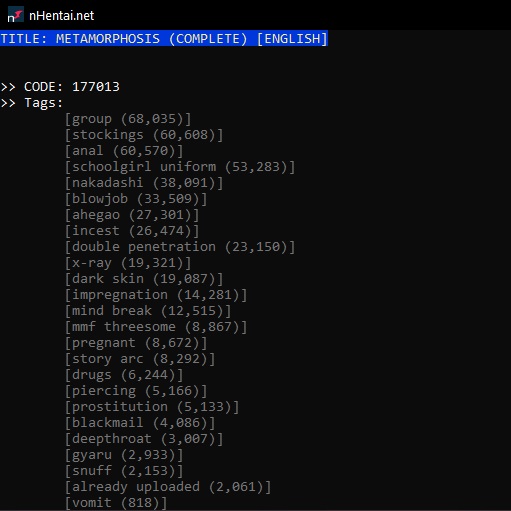 nHentai.net
TITLE: METAMORPHOSIS (COMPLETE) [ENGLISH]
>> CODE: 177013
>> Tags:
[group (68,035)]
[stockings (60,608)]
[anal (60,570)]
[schoolgirl uniform (53,283)]
[nakadashi (38,091)]
[blowjob (33,509)]
[ahegao (27,301)]
[incest (26,474)]
[double penetration (23,150)]
[x-ray (19,321)]
[dark skin (19,087)]
[impregnation (14,281)]
[mind break (12,515)]
[mmf threesome (8,867)]
[pregnant (8,672)]
[story arc (8,292)]
[drugs (6,244)]
[piercing (5,166)]
[prostitution (5,133)]
[blackmail (4,086)]
[deepthroat (3,007)]
[gyaru (2,933)]
[snuff (2,153)]
[already uploaded (2,061)]
[vomit (818)]